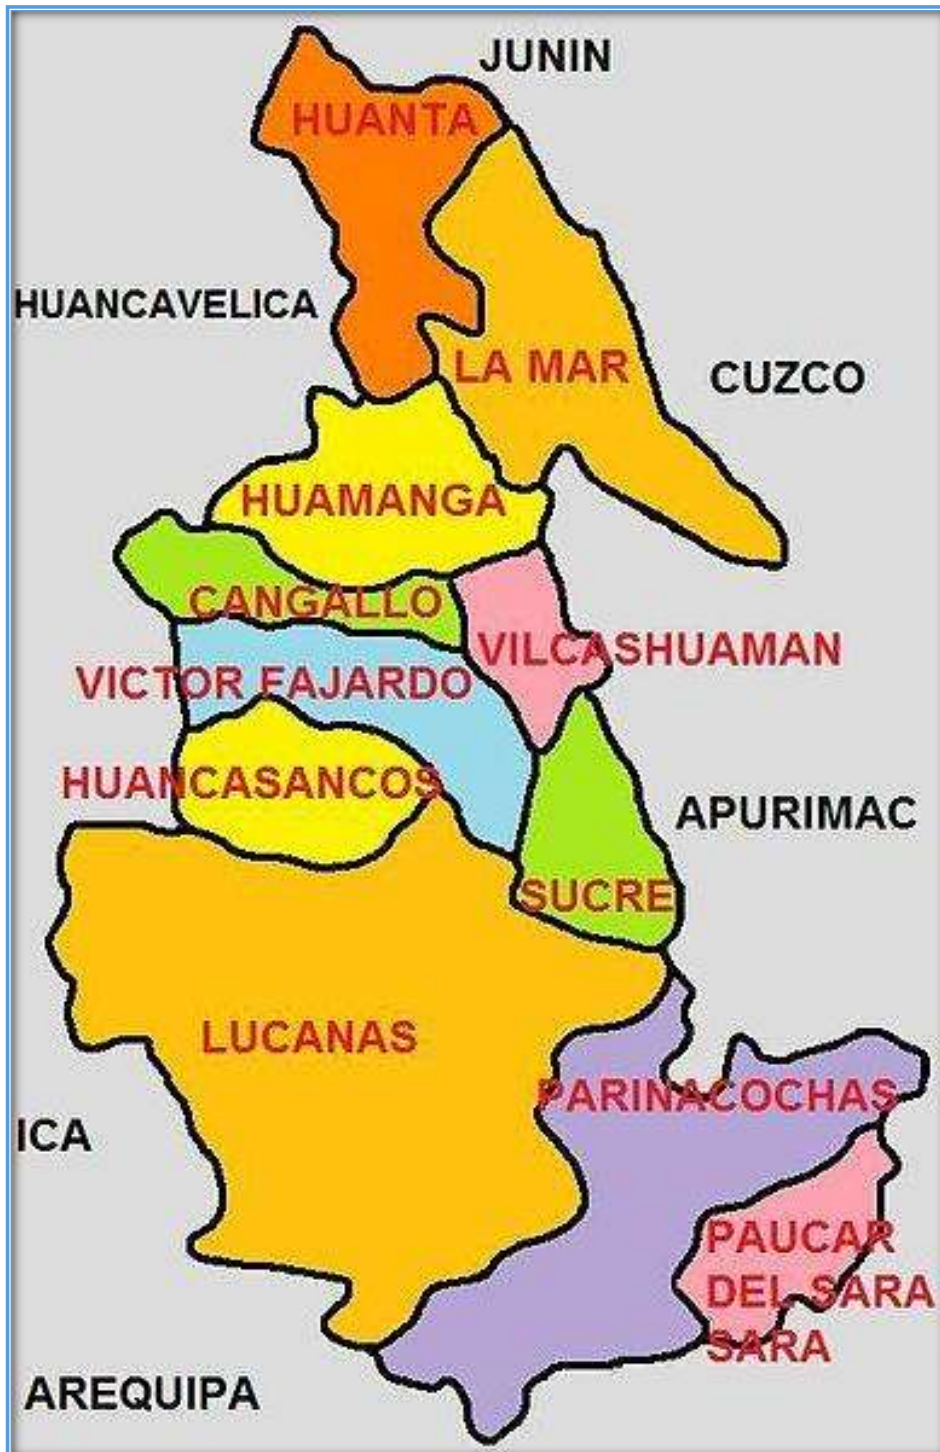 JUNIN
HUANTA
HUANCAVELICA
LA MAR
CUZCO
HUAMANGA
CANGALLO
VILCASHUAMAN
VICTOR FAJARDO
HUANCASANCOS
APURIMAC
SUCRE
LUCANAS
PARINACOCHAS
ICA
PAUCAR
DEL SARA
SARA
AREQUIPA